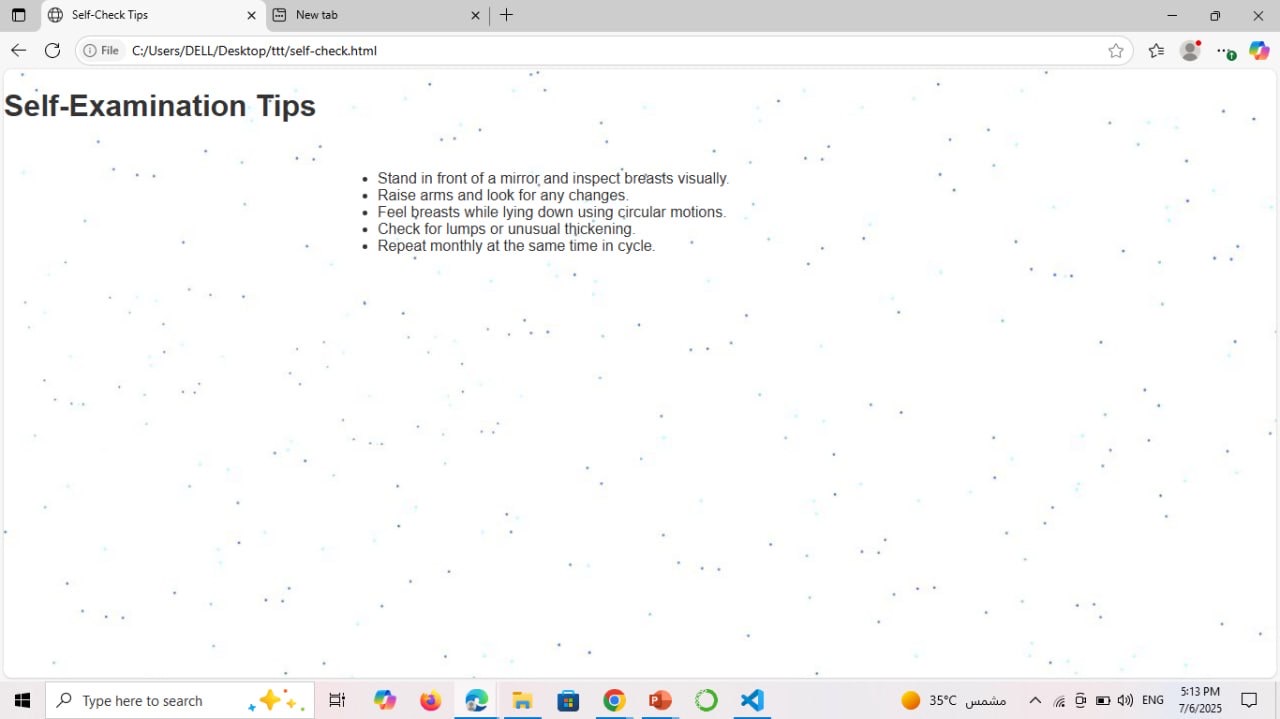 Self-Check Tips
New tab
File
C:/Users/DELL/Desktop/ttt/self-check.html
Self-Examination Tips
• Stand in front of a mirror and inspect breasts visually.
• Raise arms and look for any changes.
• Feel breasts while lying down using circular motions.
• Check for lumps or unusual thickening.
• Repeat monthly at the same time in cycle.
Type here to search
35°C مشمس
ENG
5:13 PM
7/6/2025